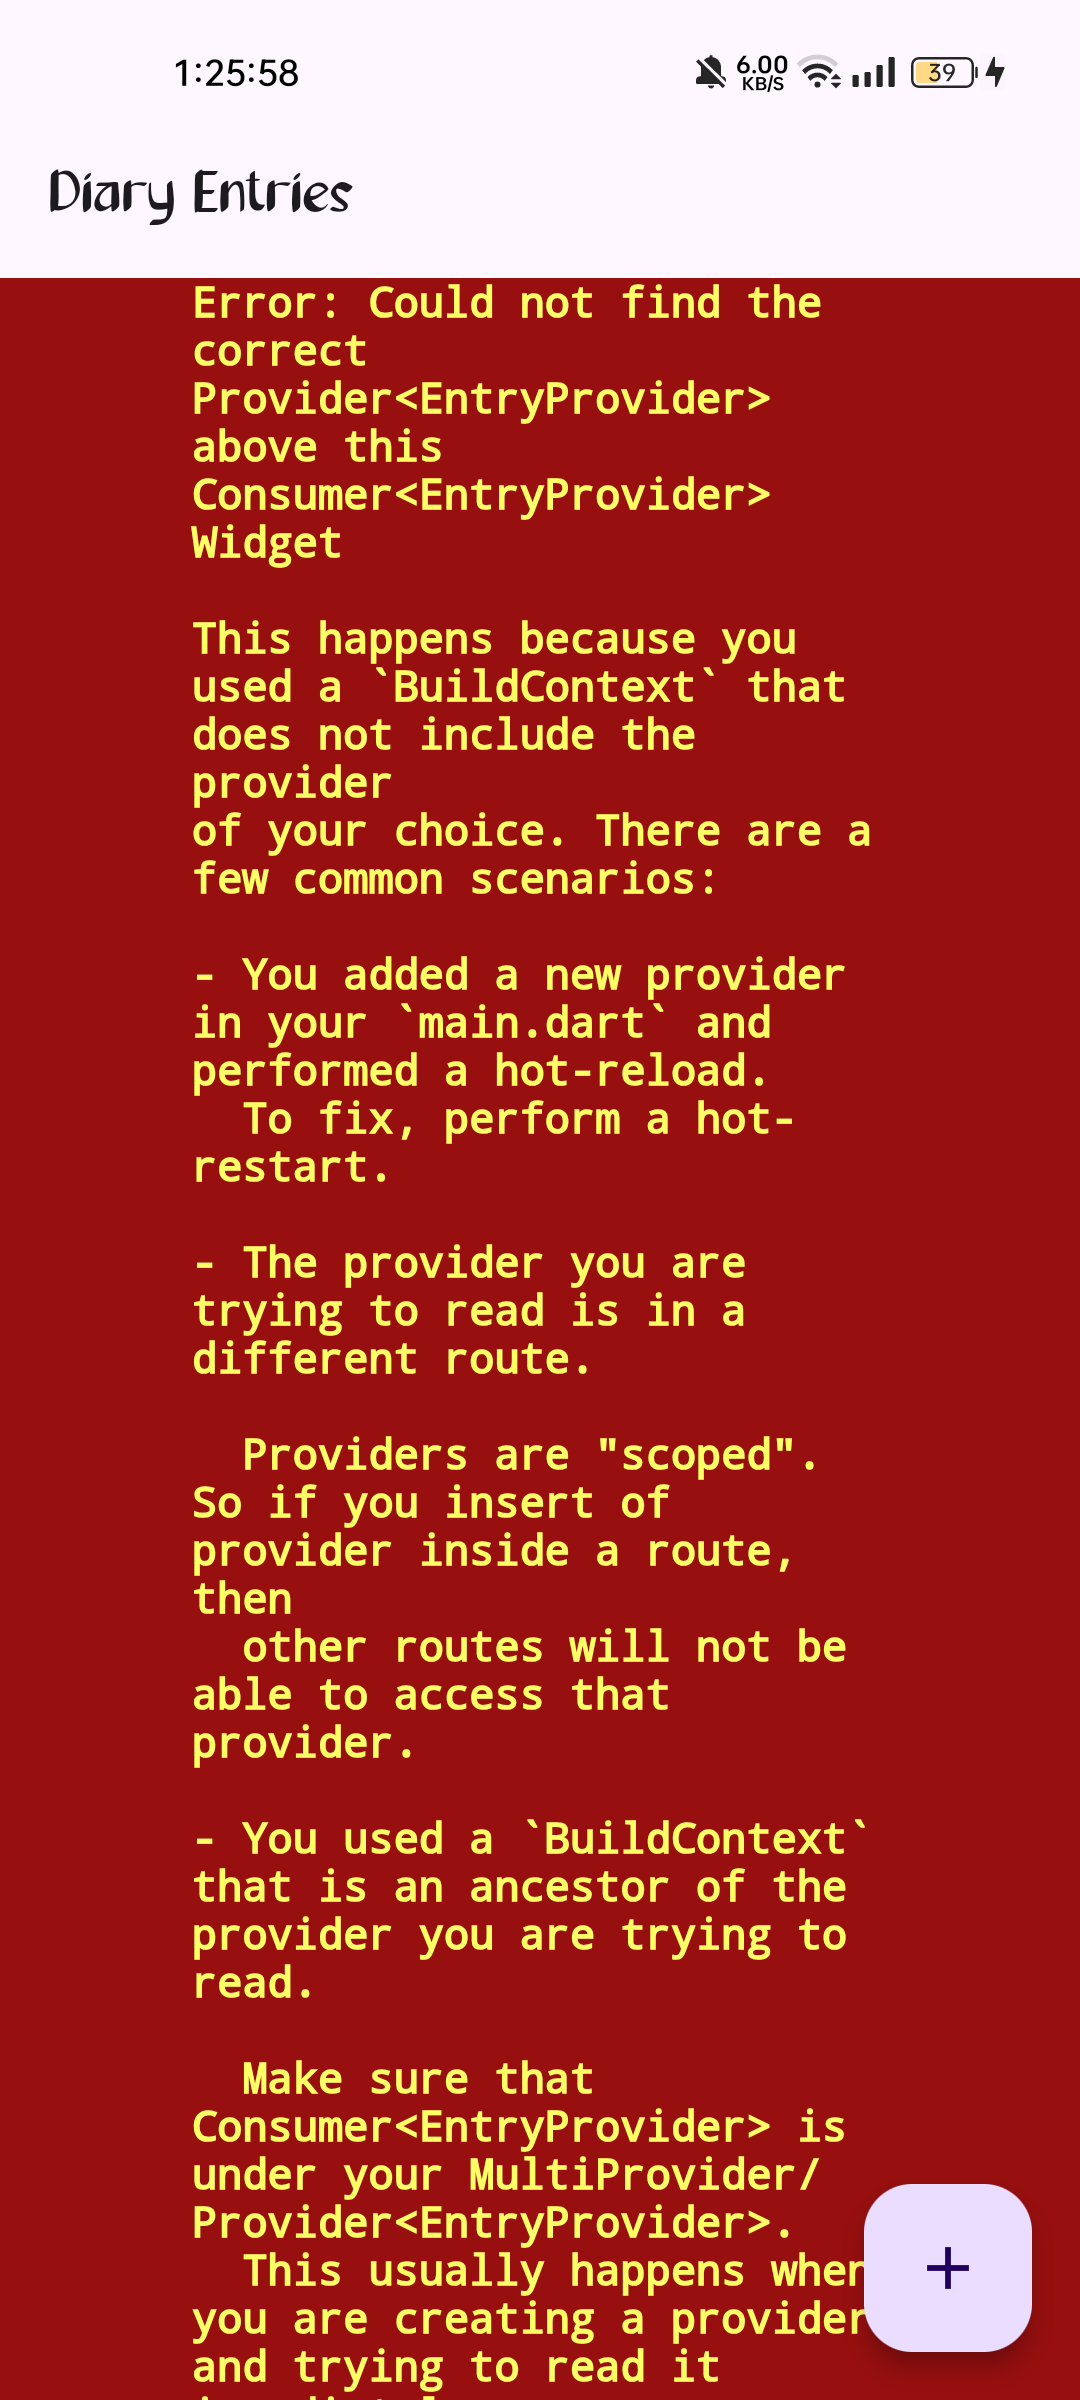 1:25:58
6.00
KB/S
39
Diary Entries
Error: Could not find the
correct
Provider<EntryProvider>
above this
Consumer<EntryProvider>
Widget
This happens because you
used a `BuildContext` that
does not include the
provider
of your choice. There are a
few common scenarios:
- You added a new provider
in your `main.dart` and
performed a hot-reload.
To fix, perform a hot-
restart.
- The provider you are
trying to read is in a
different route.
Providers are "scoped".
So if you insert of
provider inside a route,
then
other routes will not be
able to access that
provider.
- You used a `BuildContext`
that is an ancestor of the
provider you are trying to
read.
Make sure that
Consumer<EntryProvider> is
under your MultiProvider/
Provider<EntryProvider>.
This usually happens when
you are creating a provider
and trying to read it